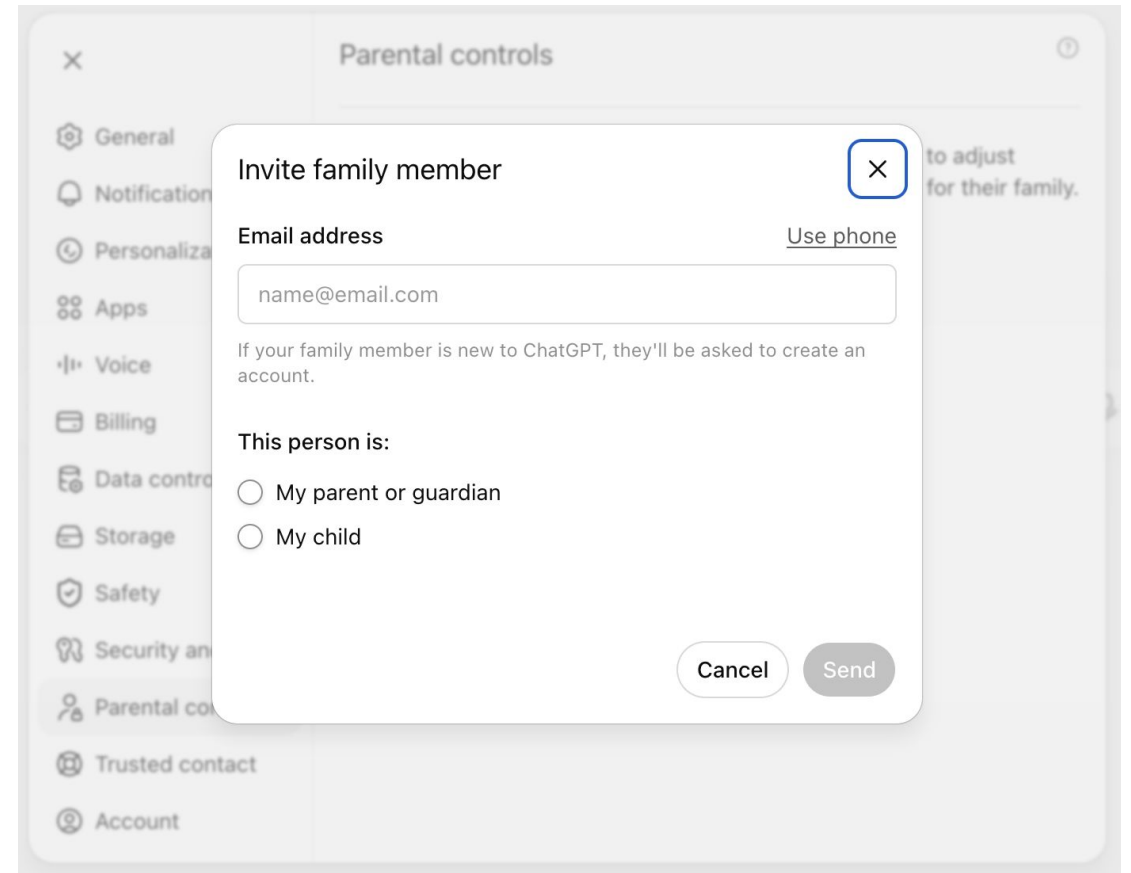 Parental controls
General
Notification
Personaliza
Apps
Voice
Billing
Data contro
Storage
Safety
Security an
Parental co
Trusted contact
Account
to adjust
for their family.
Invite family member
Email address
Use phone
name@email.com
If your family member is new to ChatGPT, they'll be asked to create an
account.
This person is:
My parent or guardian
My child
Cancel
Send